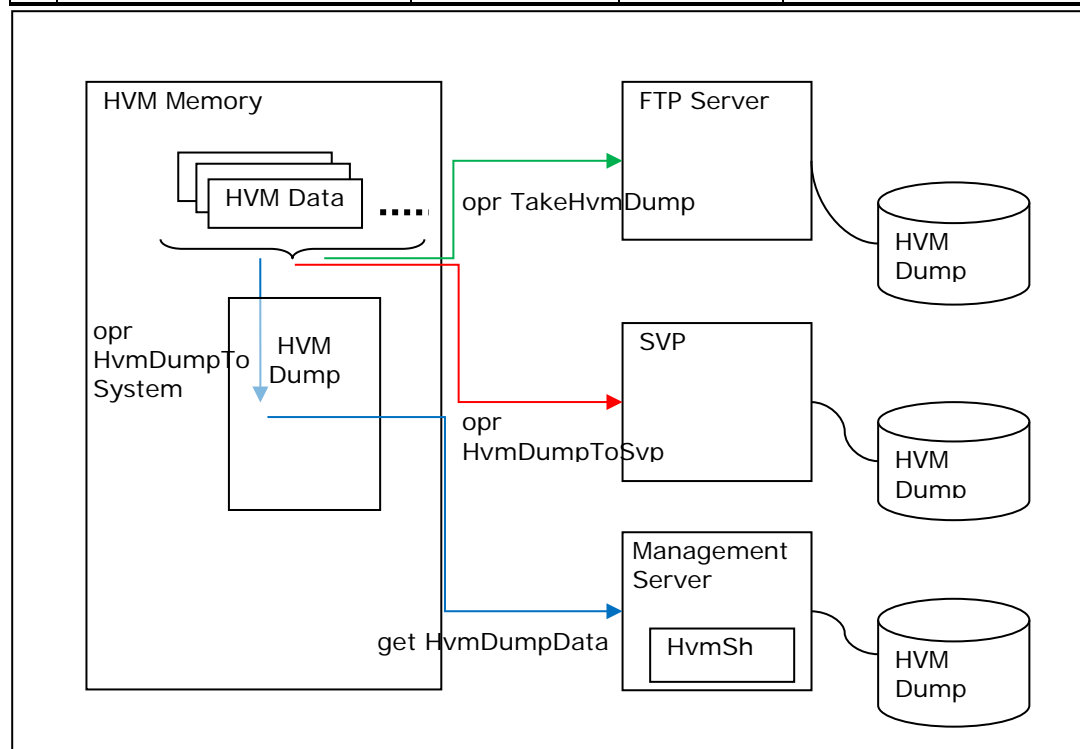 HVM Memory
HVM Data
opr
HvmDumpTo
System
HVM
Dump
opr TakeHvmDump
opr
HvmDumpToSvp
get HvmDumpData
FTP Server
HVM
Dump
SVP
HVM
Dump
Management
Server
HvmSh
HVM
Dump